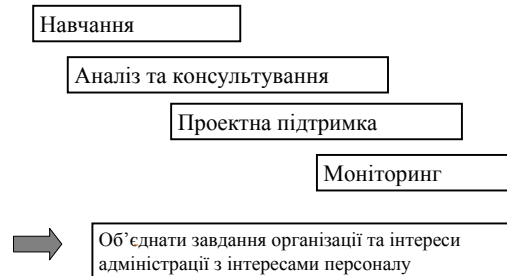 Навчання
Аналіз та консультування
Проектна підтримка
Моніторинг
Об’єднати завдання організації та інтереси
адміністрації з інтересами персоналу